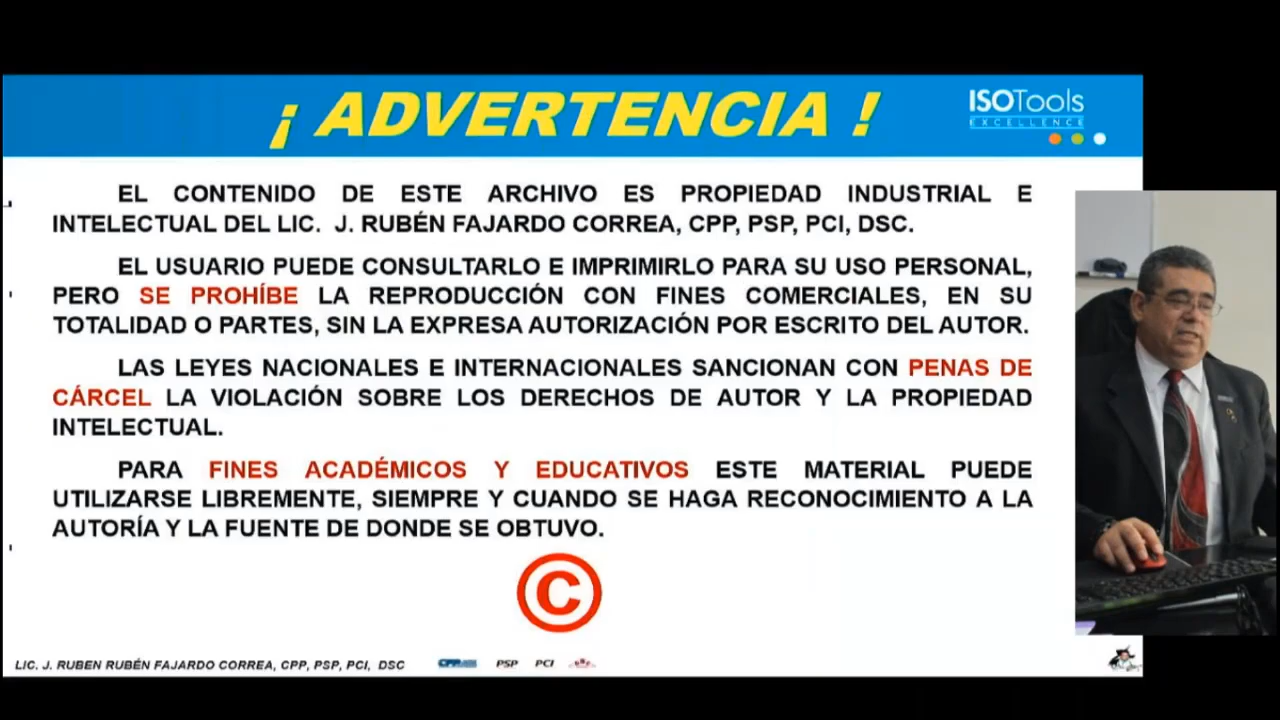 ¡ ADVERTENCIA !
ISOTools
EXCELLENCE
EL CONTENIDO DE ESTE ARCHIVO ES PROPIEDAD INDUSTRIAL E
INTELECTUAL DEL LIC. J. RUBÉN FAJARDO CORREA, CPP, PSP, PCI, DSC.
EL USUARIO PUEDE CONSULTARLO E IMPRIMIRLO PARA SU USO PERSONAL,
PERO SE PROHÍBE LA REPRODUCCIÓN CON FINES COMERCIALES, EN SU
TOTALIDAD O PARTES, SIN LA EXPRESA AUTORIZACIÓN POR ESCRITO DEL AUTOR.
LAS LEYES NACIONALES E INTERNACIONALES SANCIONAN CON PENAS DE
CÁRCEL LA VIOLACIÓN SOBRE LOS DERECHOS DE AUTOR Y LA PROPIEDAD
INTELECTUAL.
PARA FINES ACADÉMICOS Y EDUCATIVOS ESTE MATERIAL PUEDE
UTILIZARSE LIBREMENTE, SIEMPRE Y CUANDO SE HAGA RECONOCIMIENTO A LA
AUTORÍA Y LA FUENTE DE DONDE SE OBTUVO.
©
LIC. J. RUBEN RUBÉN FAJARDO CORREA, CPP, PSP, PCI, DSC CPP PSP PCI